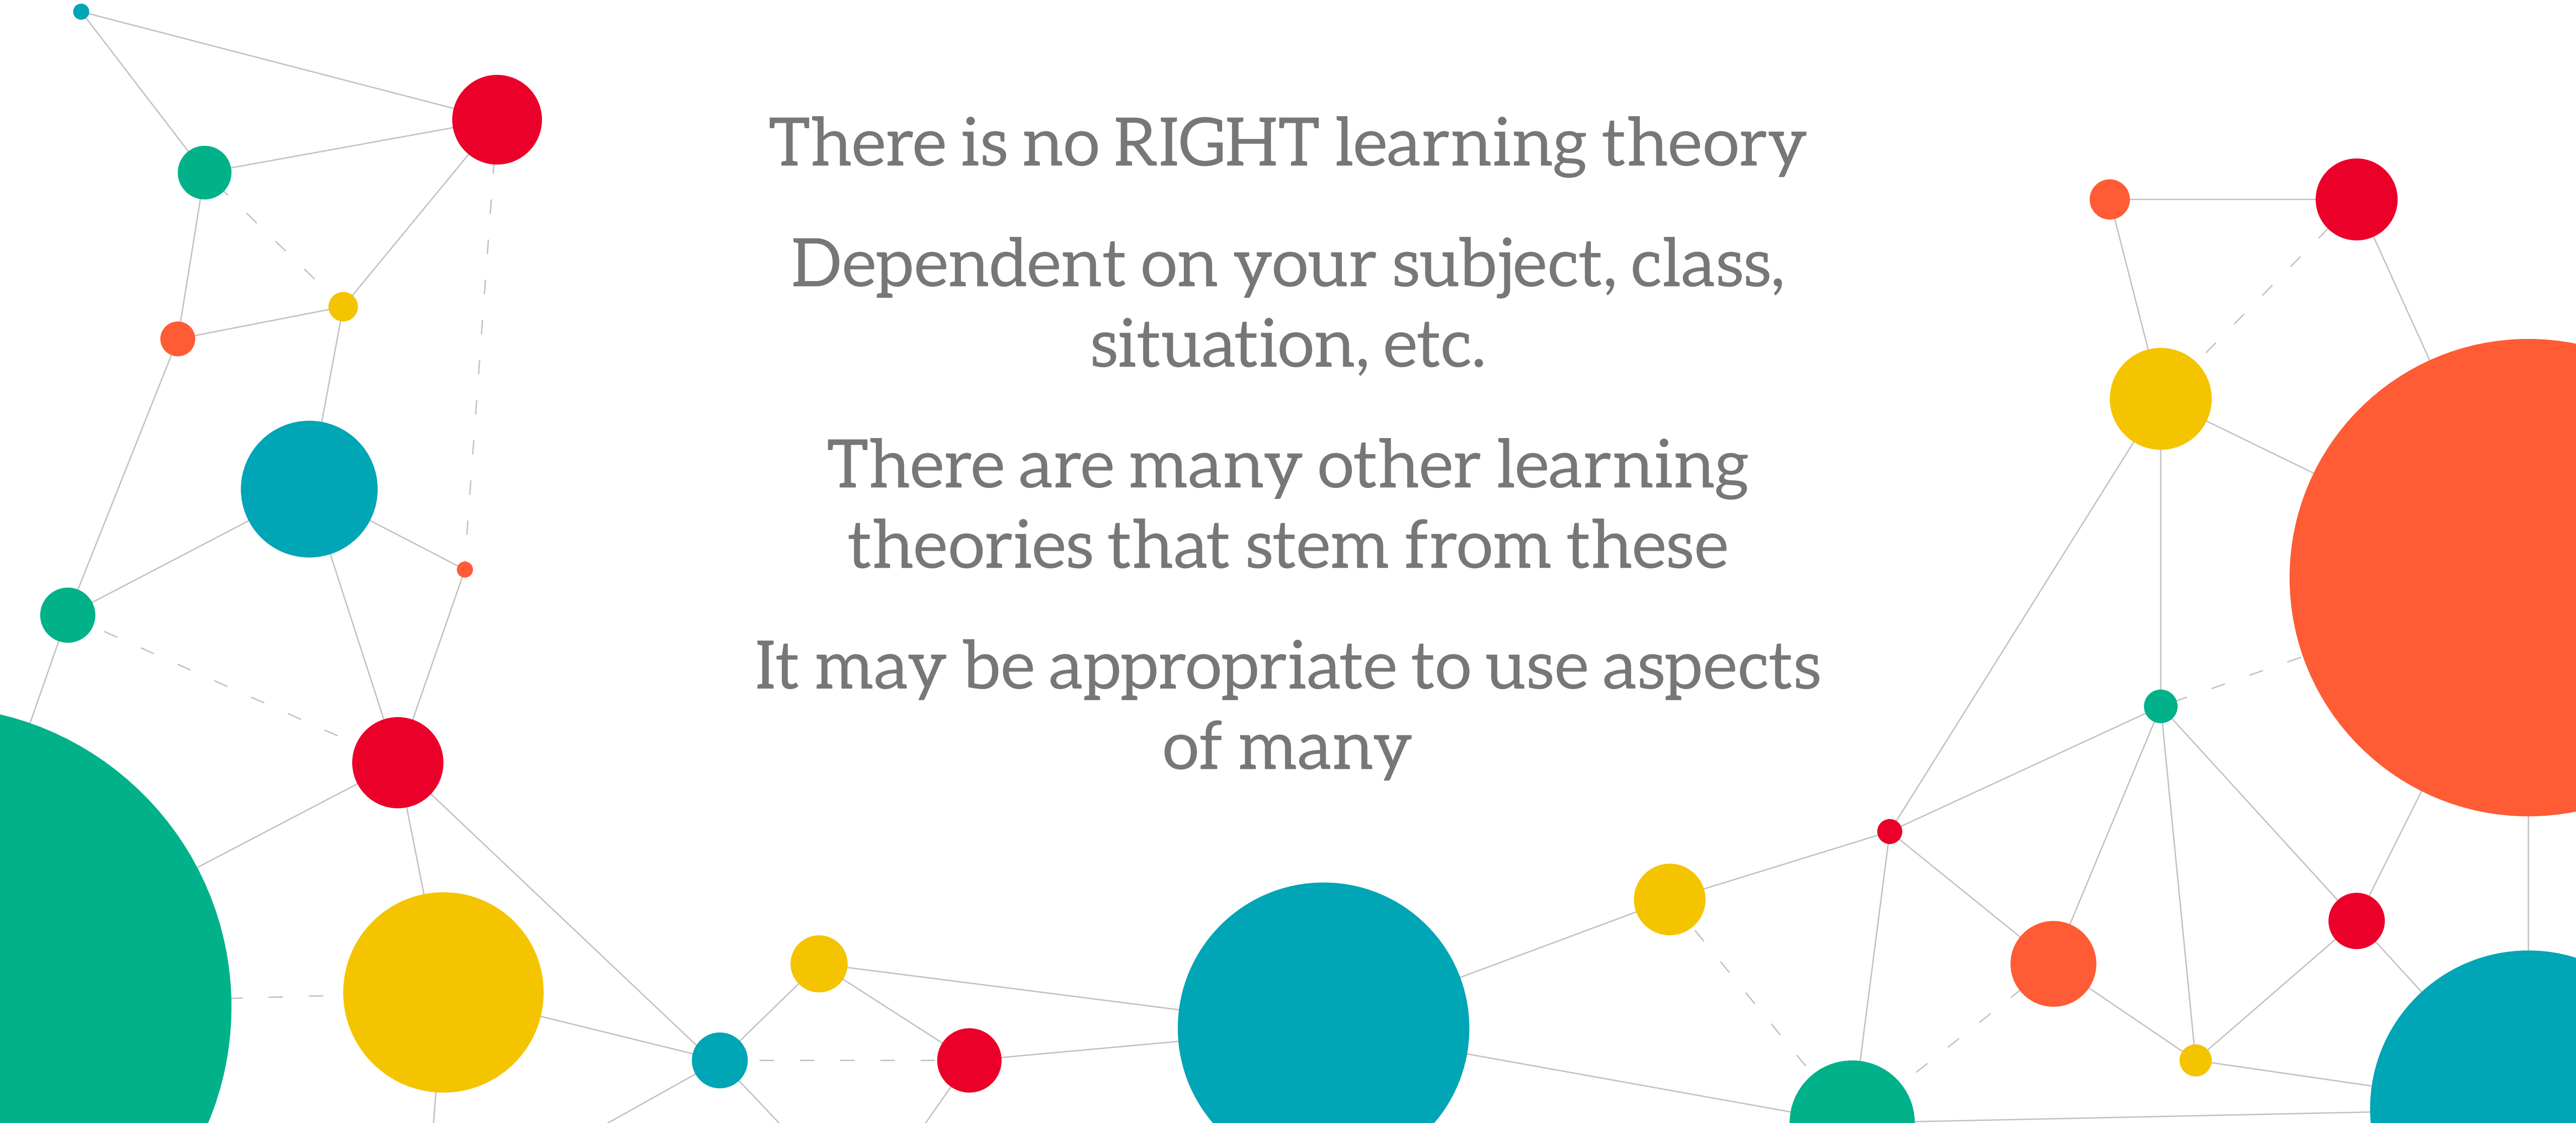 There is no RIGHT learning theory
Dependent on your subject, class,
situation, etc.
There are many other learning
theories that stem from these
It may be appropriate to use aspects
of many